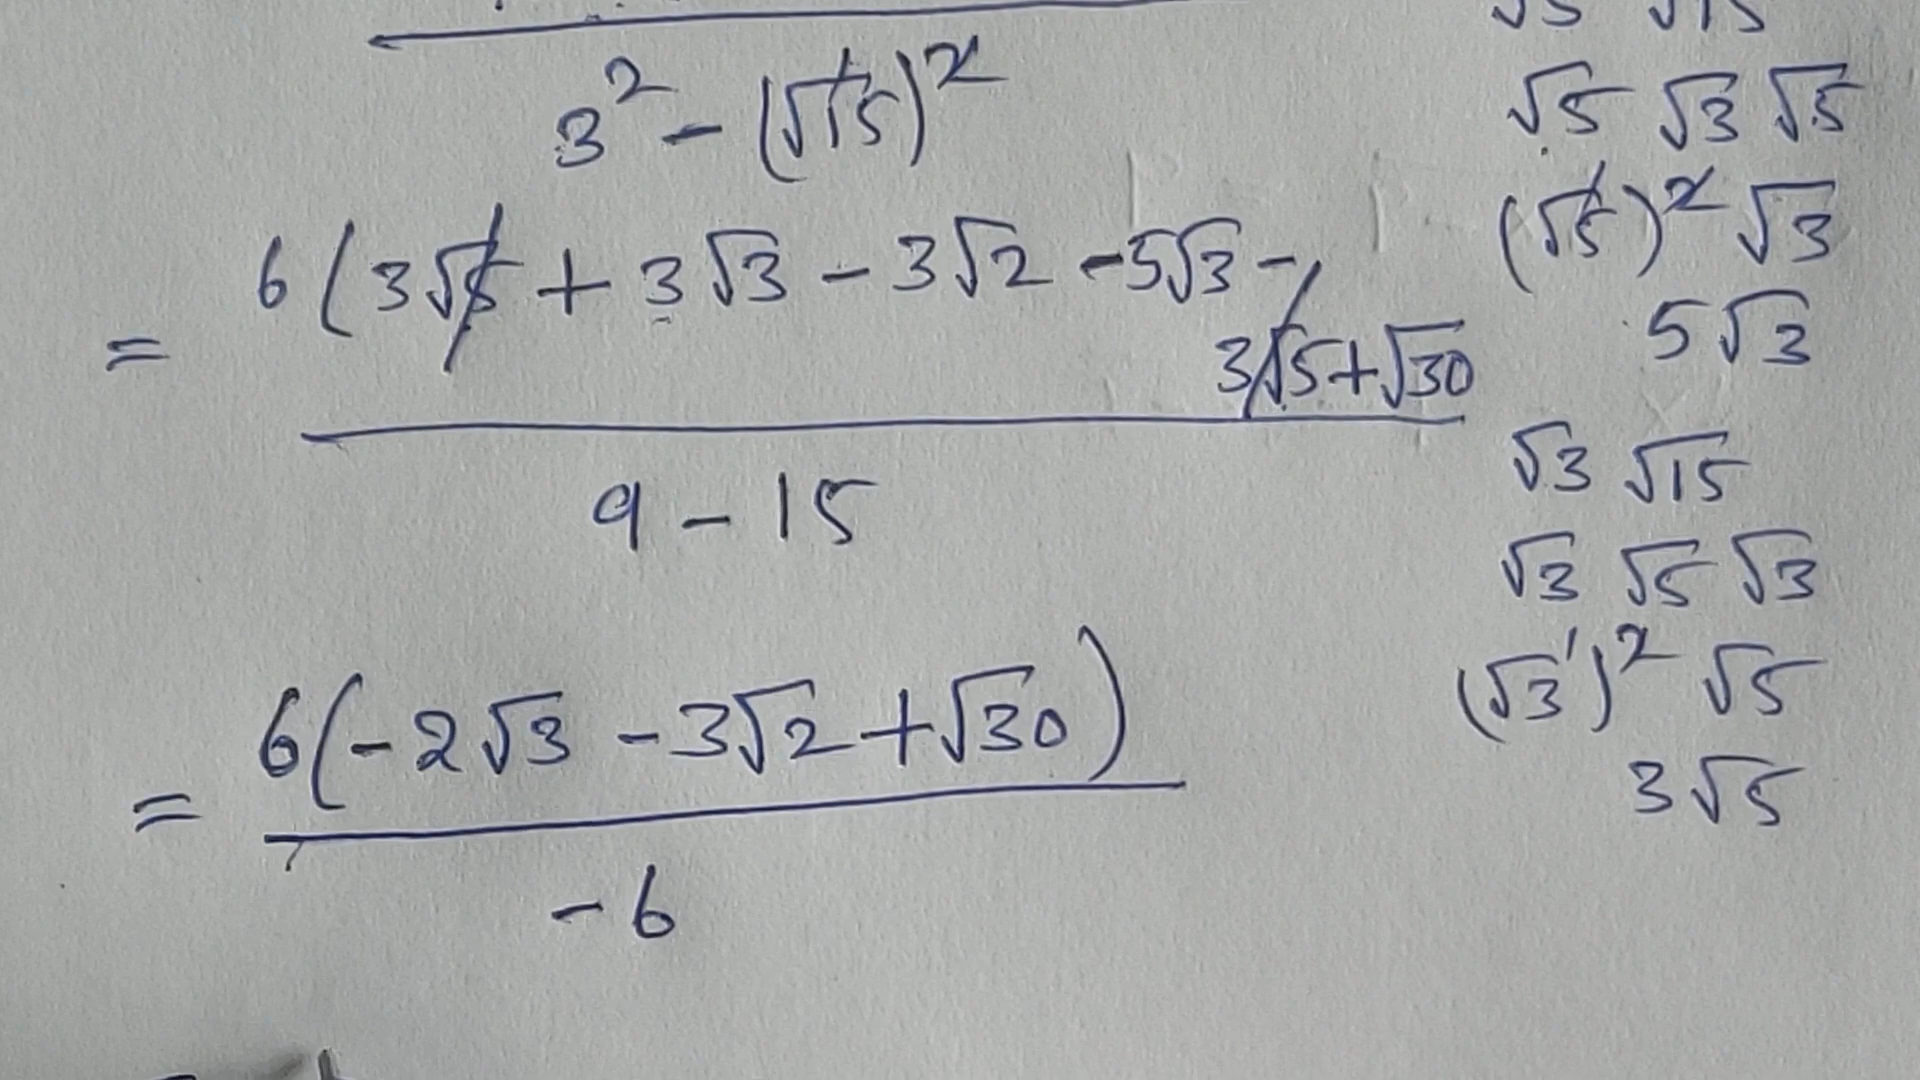 3² - (√15)²
= 6(3√5 + 3√3 - 3√2 - 5√3 -
3√5 + √30
9 - 15
= 6(-2√3 - 3√2 + √30)
-6
√5 √15
√5 √3 √5
(√5)² √3
5√3
√3 √15
√3 √5 √3
(√3)² √5
3√5